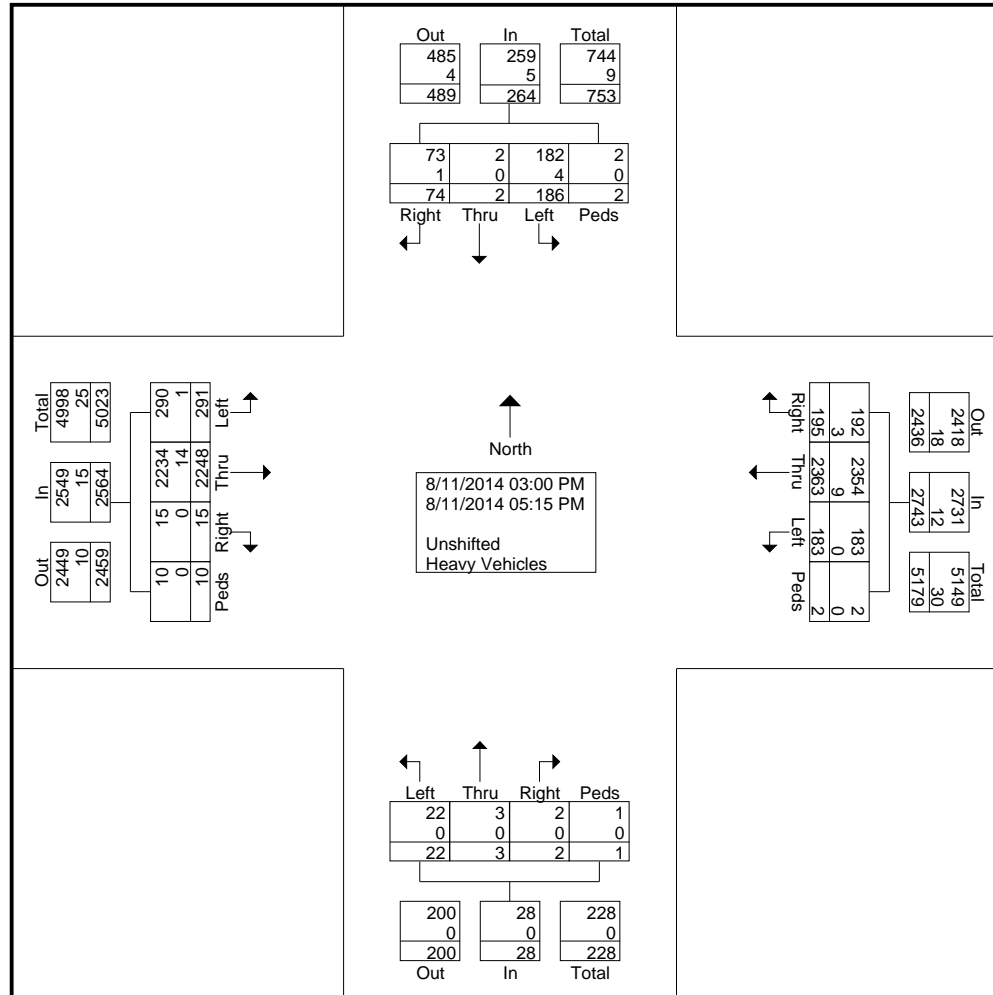 Out In Total
485 259 744
4 5 9
489 264 753
73 2 182 2
1 0 4 0
74 2 186 2
Right Thru Left Peds
Total
4998
25
5023
In
2549
15
2564
Out
2449
10
2459
290 2234 15 10
1 14 0 0
291 2248 15 10
Left Thru Right Peds
North
8/11/2014 03:00 PM
8/11/2014 05:15 PM
Unshifted
Heavy Vehicles
Right Thru Left Peds
195 2363 183 2
3 9 0 0
192 2354 183 2
Out
2418
18
2436
In
2731
12
2743
Total
5149
30
5179
Left Thru Right Peds
22 3 2 1
0 0 0 0
22 3 2 1
200 28 228
0 0 0
200 28 228
Out In Total